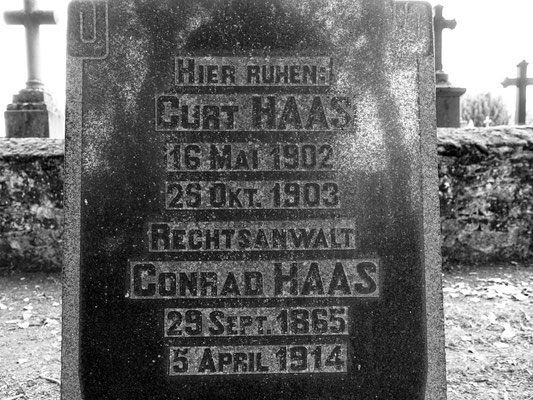 HIER RUHEN:
CURT HAAS
16 MAI 1902
25 OKT. 1903
RECHTSANWALT
CONRAD HAAS
29 SEPT. 1865
5 APRIL 1914